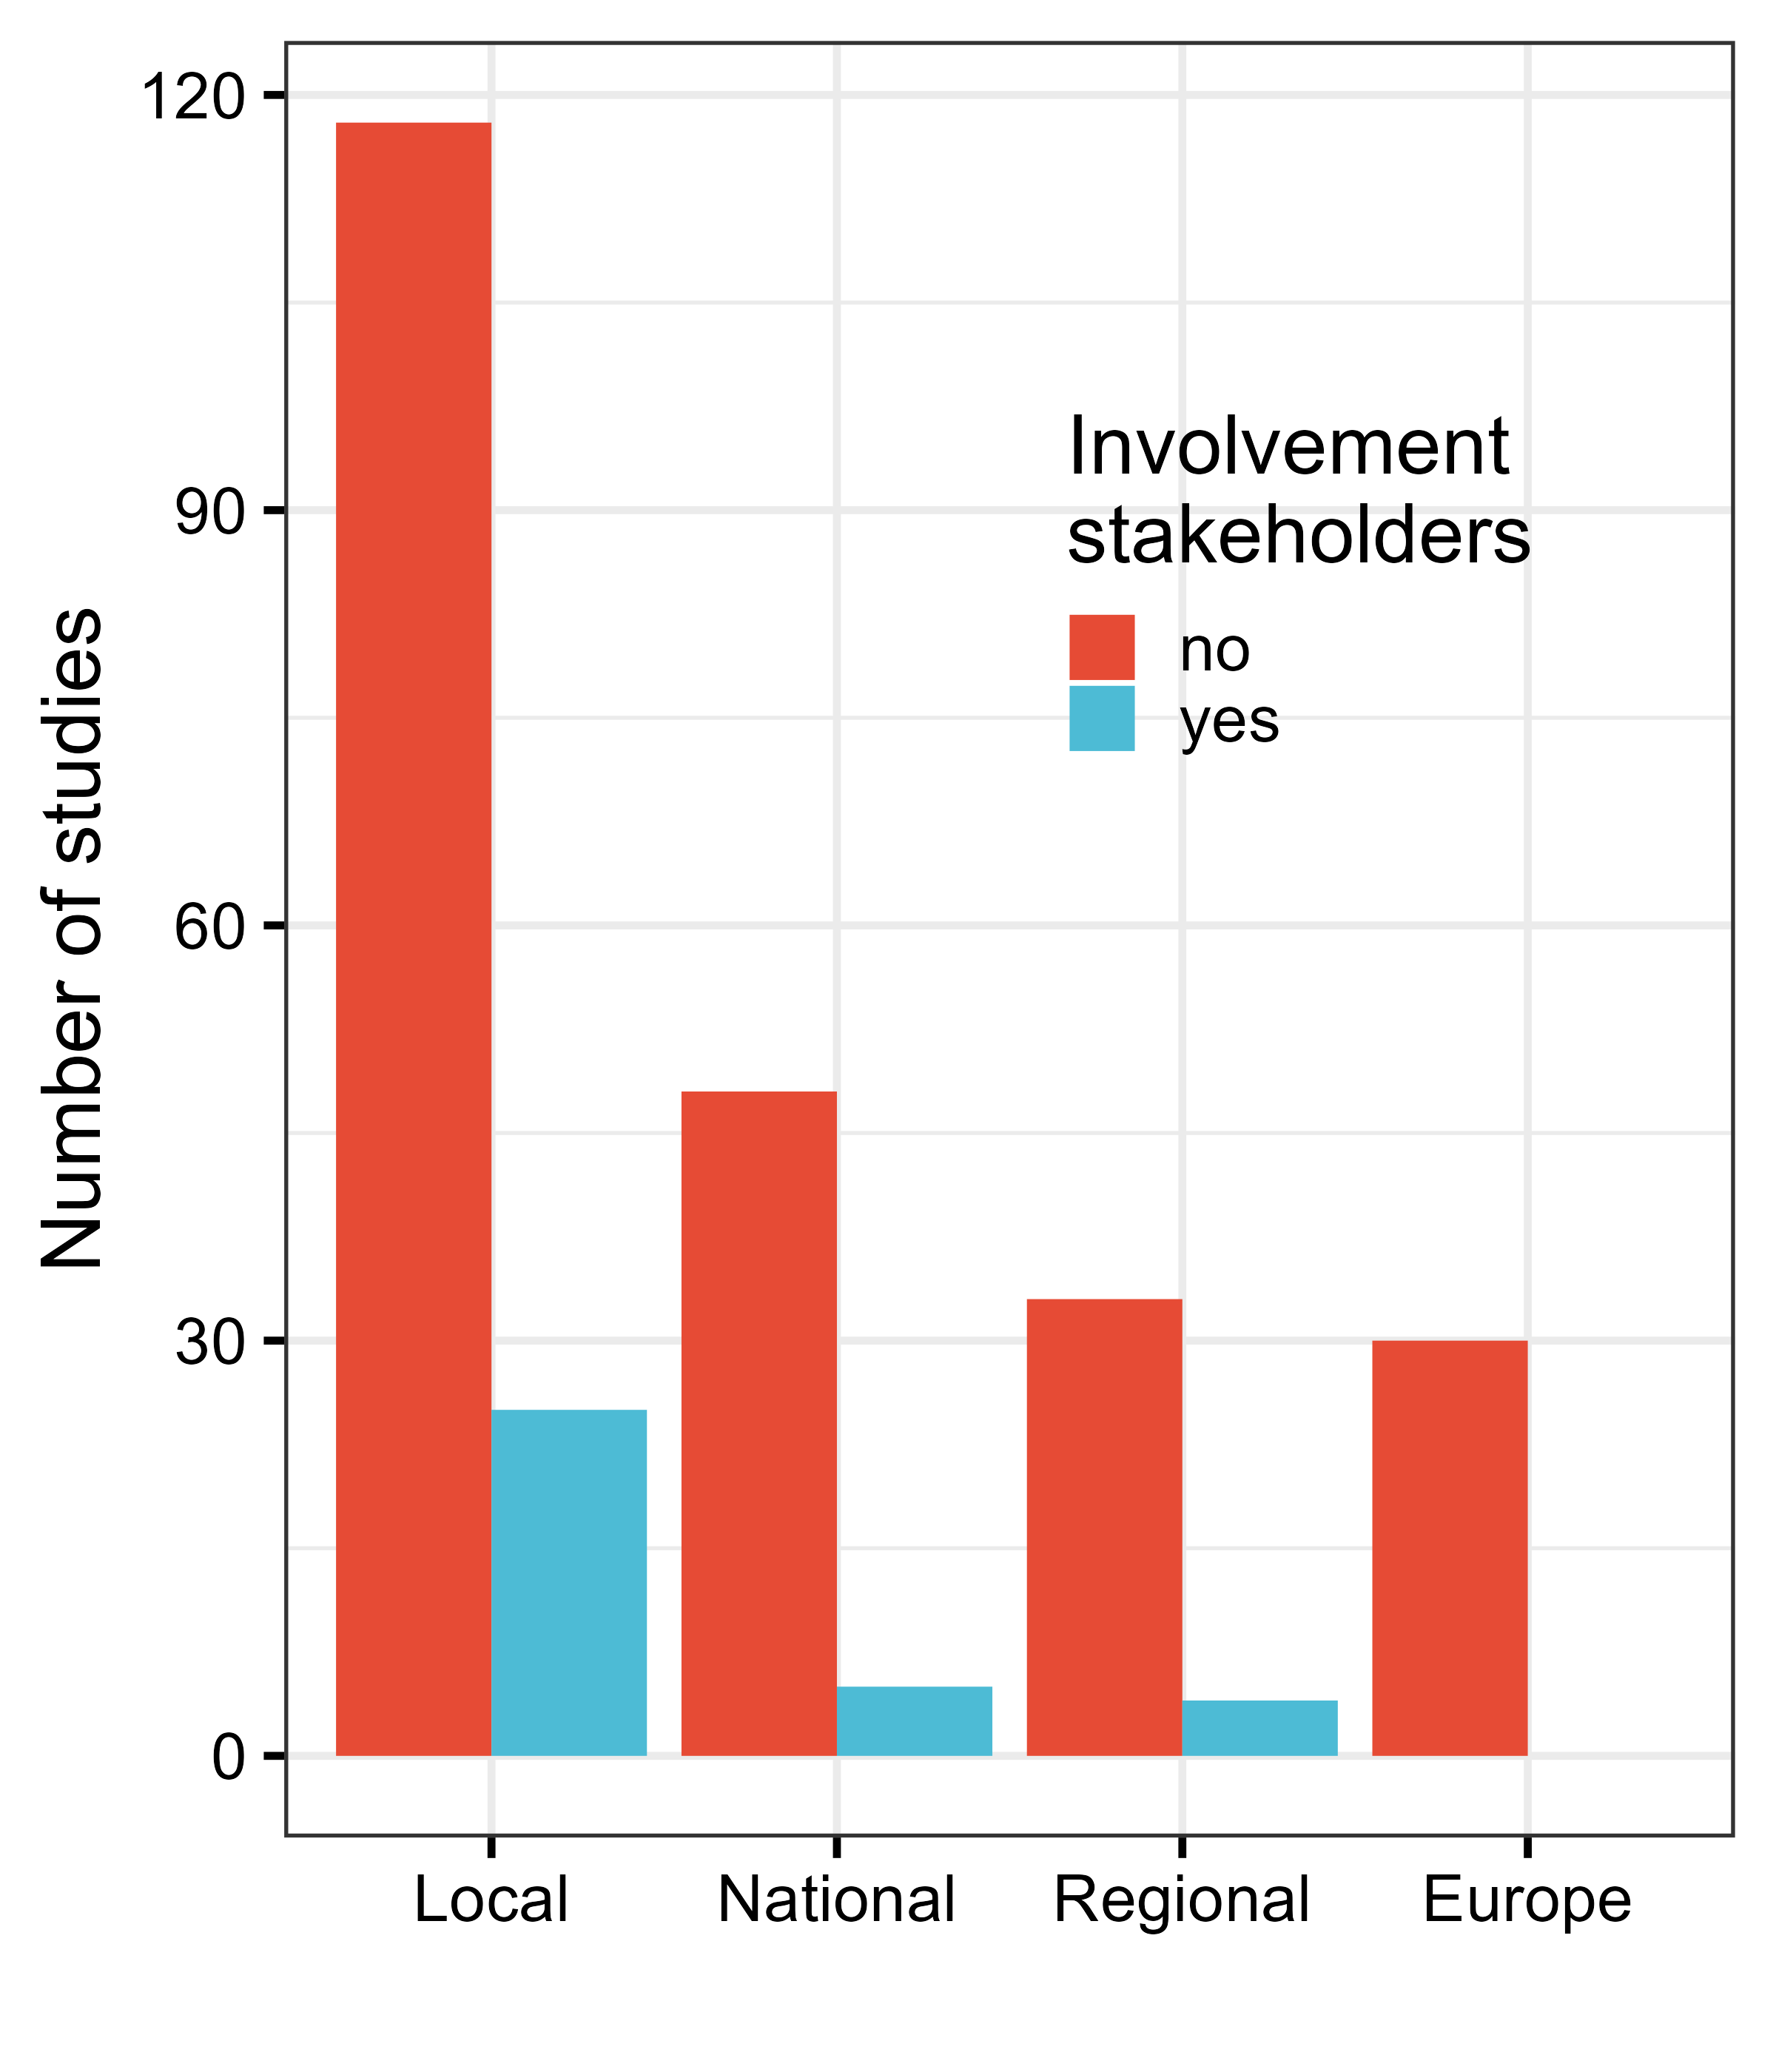 Number of studies
120
90
60
30
0
Involvement
stakeholders
no
yes
Local
National
Regional
Europe